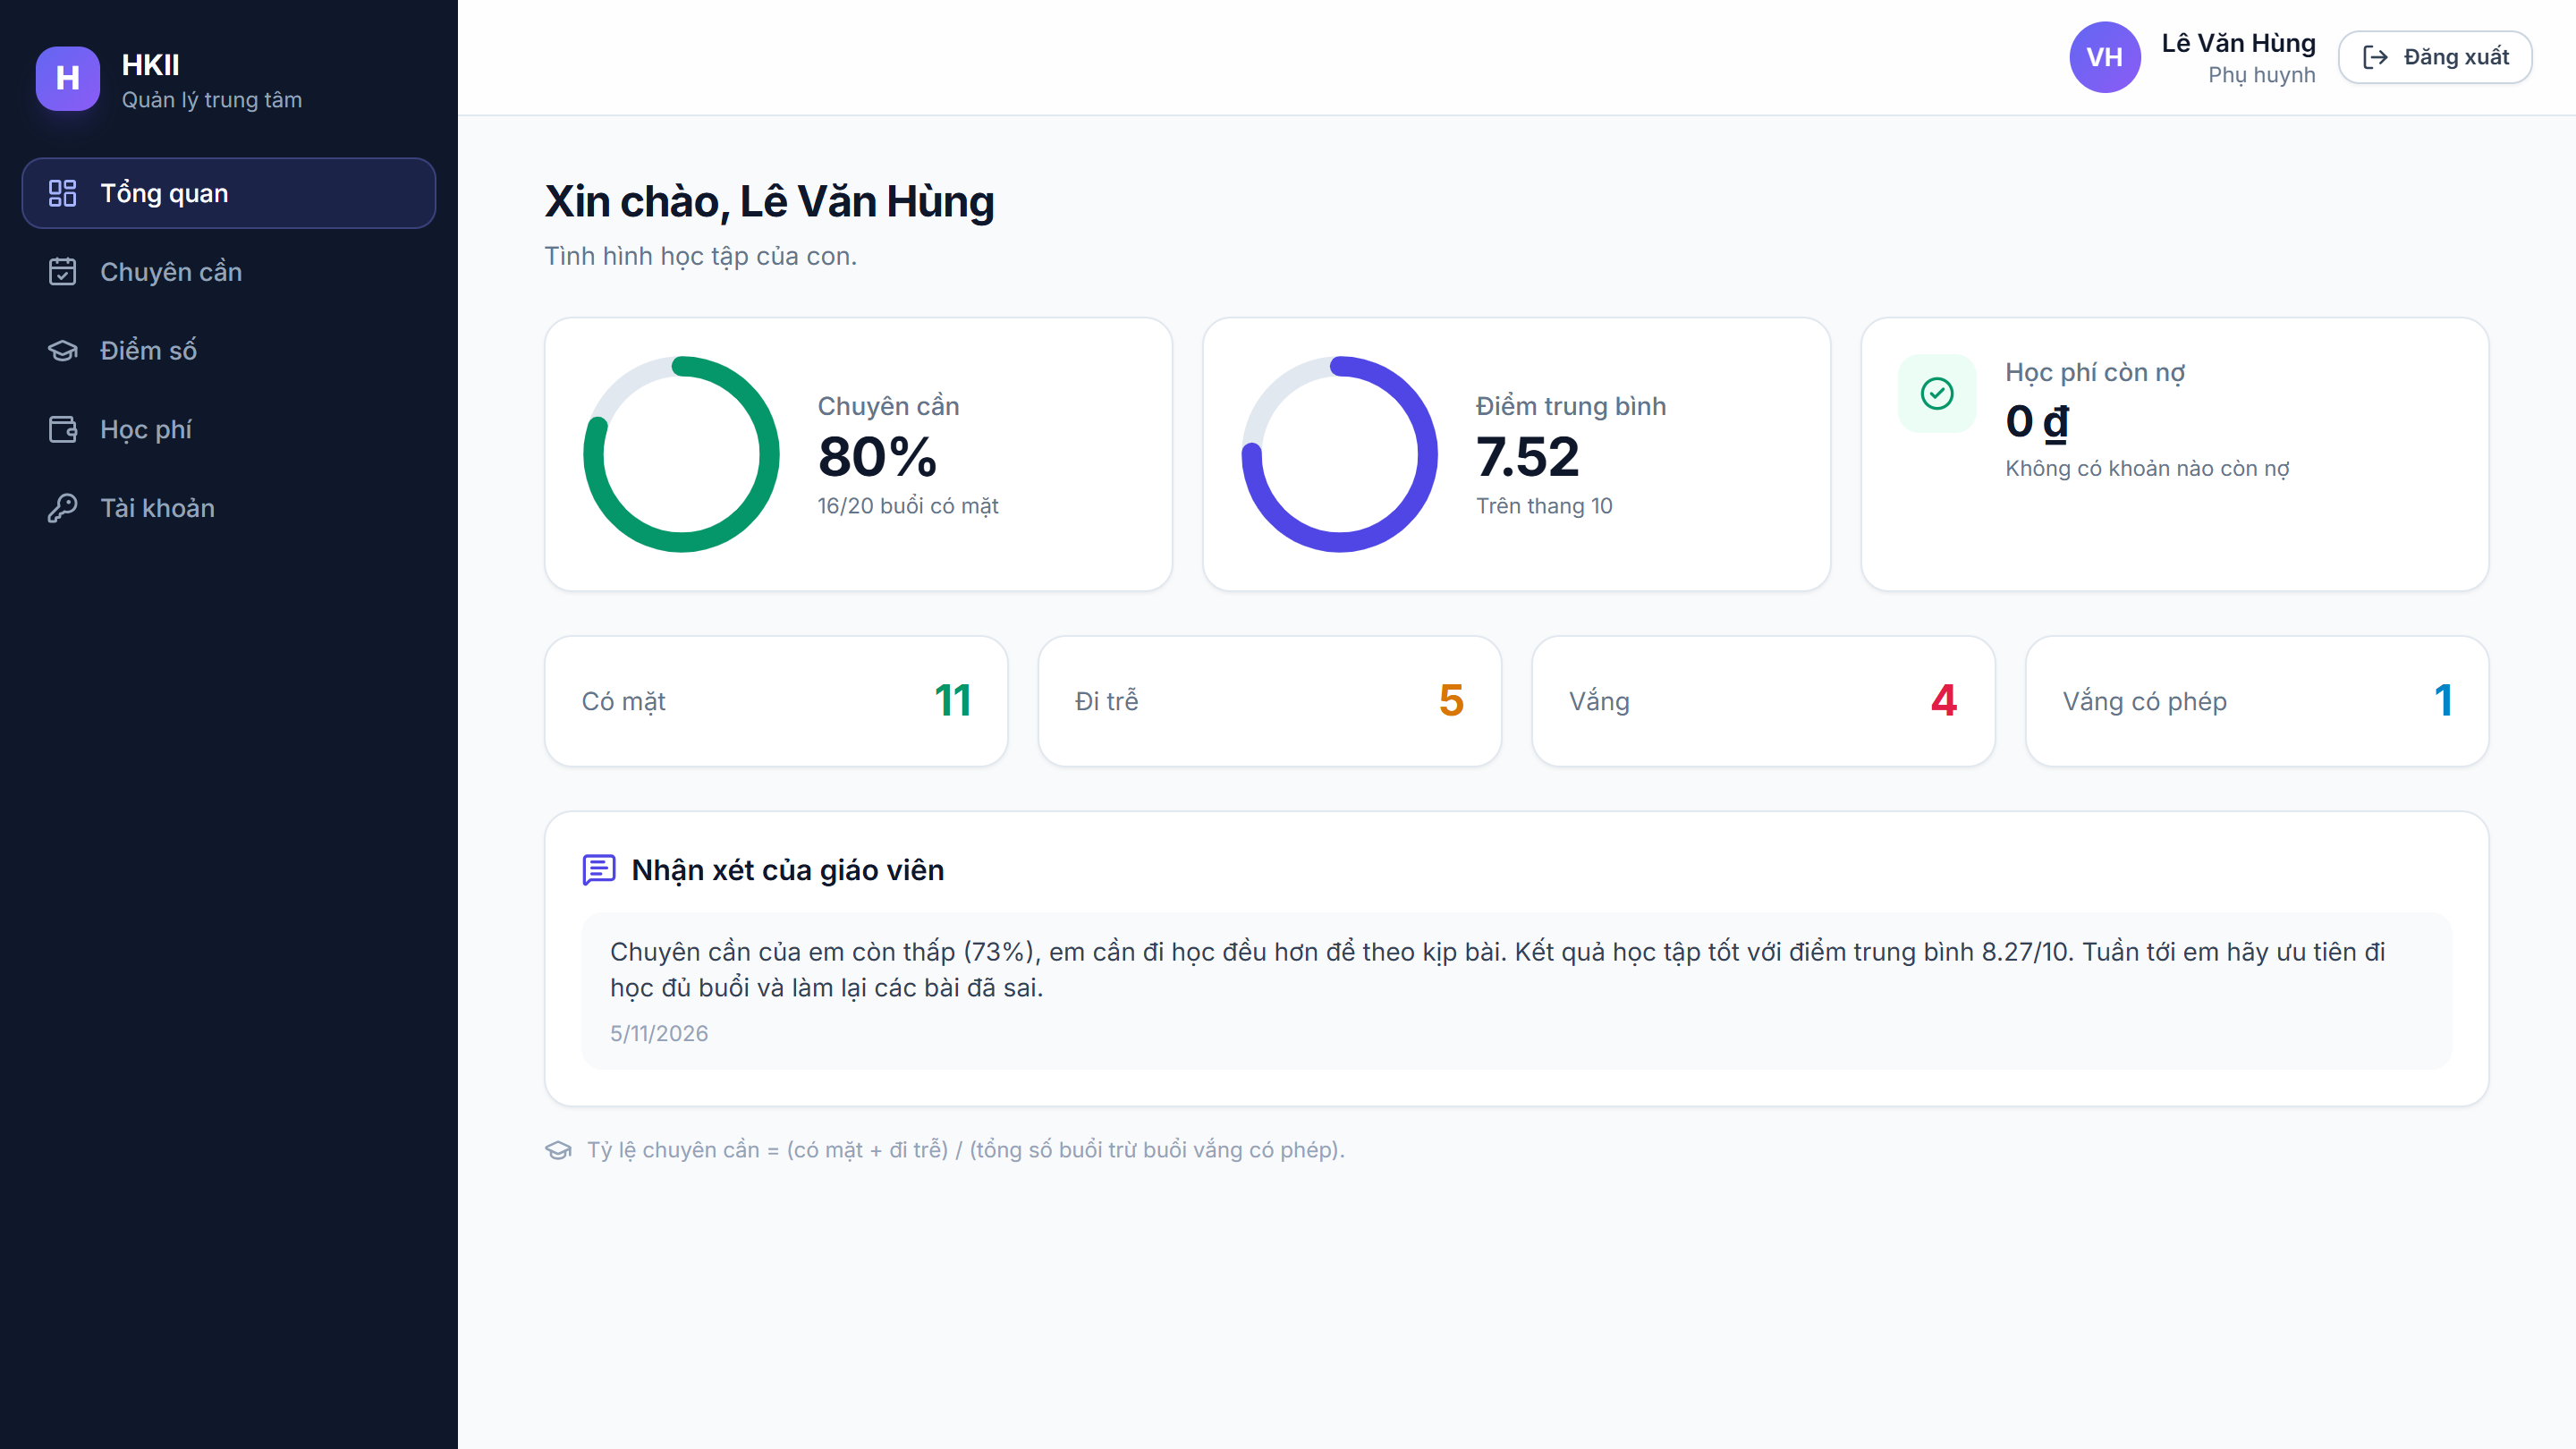 H
HKII
Quản lý trung tâm
Tổng quan
Chuyên cần
Điểm số
Học phí
Tài khoản
VH
Lê Văn Hùng
Phụ huynh
Đăng xuất
Xin chào, Lê Văn Hùng
Tình hình học tập của con.
Chuyên cần
80%
16/20 buổi có mặt
Điểm trung bình
7.52
Trên thang 10
Học phí còn nợ
0 ₫
Không có khoản nào còn nợ
Có mặt 11
Đi trễ 5
Vắng 4
Vắng có phép 1
Nhận xét của giáo viên
Chuyên cần của em còn thấp (73%), em cần đi học đều hơn để theo kịp bài. Kết quả học tập tốt với điểm trung bình 8.27/10. Tuần tới em hãy ưu tiên đi
học đủ buổi và làm lại các bài đã sai.
5/11/2026
Tỷ lệ chuyên cần = (có mặt + đi trễ) / (tổng số buổi trừ buổi vắng có phép).